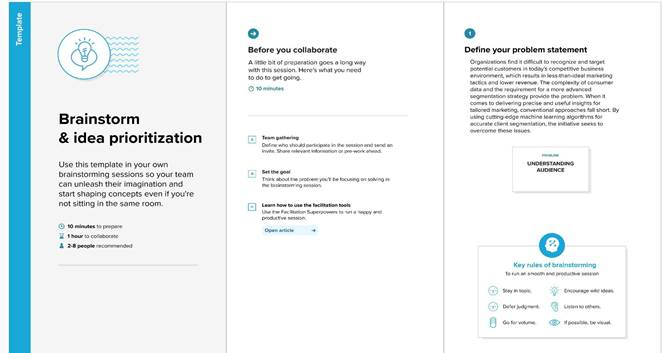 Template
Brainstorm
& idea prioritization
Use this template in your own
brainstorming sessions so your team
can unleash their imagination and
start shaping concepts even if you're
not sitting in the same room.
10 minutes to prepare
1 hour to collaborate
2-8 people recommended
Before you collaborate
A little bit of preparation goes a long
way with this session. Here's what you need
to do to get going.
10 minutes
A
Team gathering
Define who should participate in the session and send an
invite. Share relevant information or pre-work ahead.
B
Set the goal
Think about the problem you'll be focusing on solving in
the brainstorming session.
C
Learn how to use the facilitation tools
Use the Facilitation Superpowers to run a happy and
productive session.
Open article
1
Define your problem statement
Organizations find it difficult to recognize and target
potential customers in today's competitive business
environment, which results in less-than-ideal marketing
tactics and lower revenue. The complexity of consumer
data and the requirement for a more advanced
segmentation strategy provide the problem. When it
comes to delivering precise and useful insights for
tailored marketing, conventional approaches fall short. By
using cutting-edge machine learning algorithms for
accurate client segmentation, the initiative seeks to
overcome these issues.
PROBLEM
UNDERSTANDING
AUDIENCE
Key rules of brainstorming
To run an smooth and productive session
Stay in topic.
Encourage wild ideas.
Defer judgment.
Listen to others.
Go for volume.
If possible, be visual.